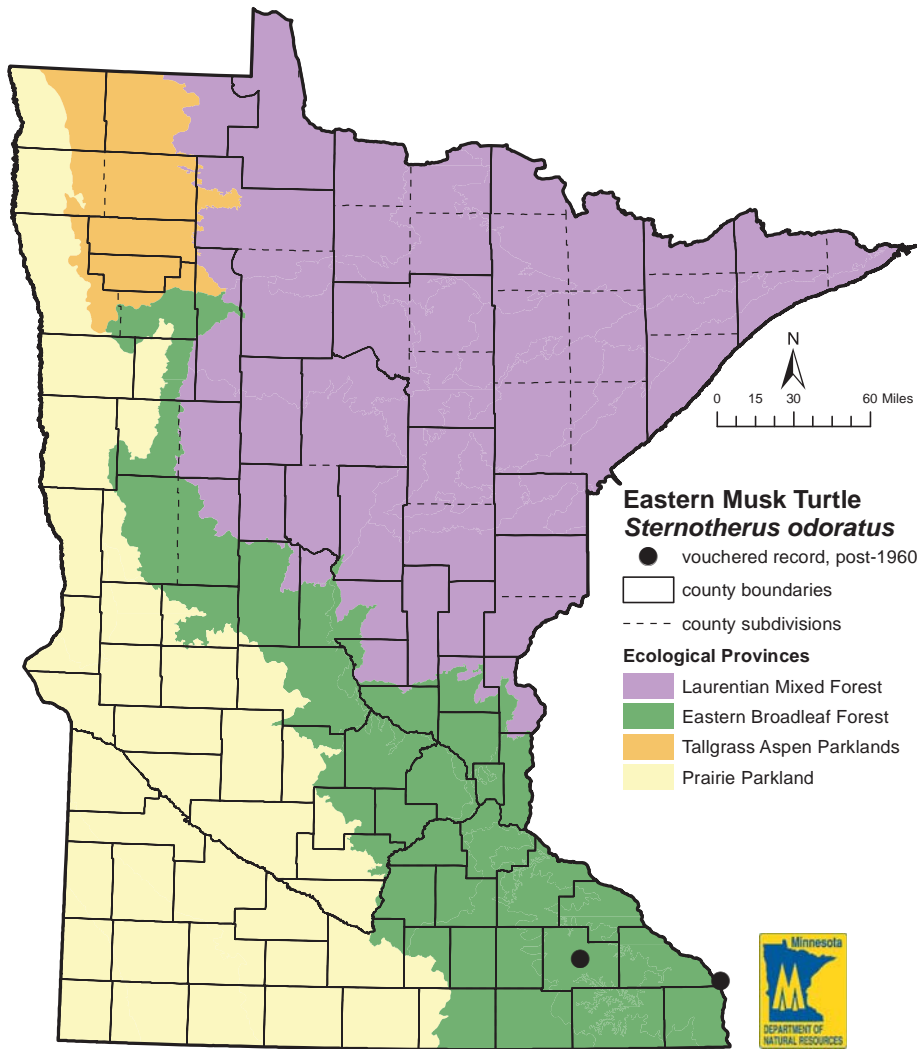 N
0 15 30 60 Miles
Eastern Musk Turtle
Sternotherus odoratus
vouchered record, post-1960
county boundaries
county subdivisions
Ecological Provinces
Laurentian Mixed Forest
Eastern Broadleaf Forest
Tallgrass Aspen Parklands
Prairie Parkland
Minnesota
M
DEPARTMENT OF
NATURAL RESOURCES